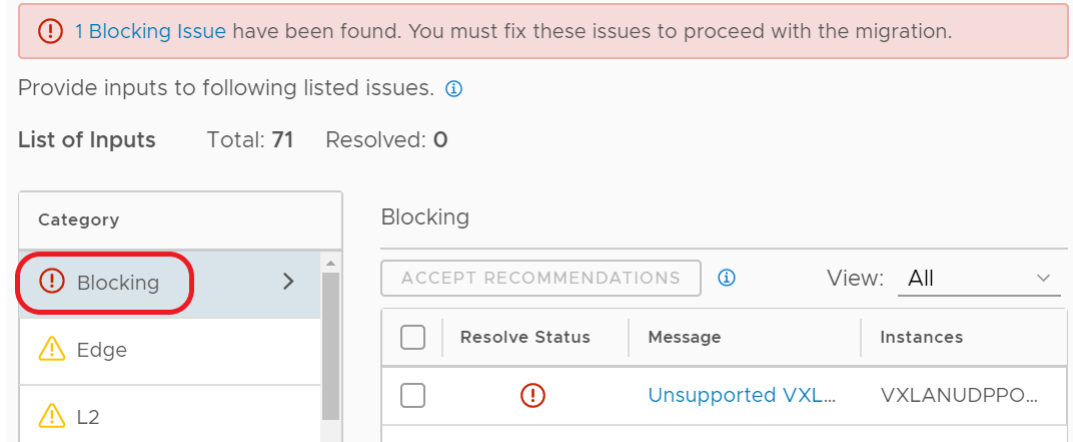 1 Blocking Issue have been found. You must fix these issues to proceed with the migration.
Provide inputs to following listed issues.
List of Inputs Total: 71 Resolved: 0
Category
Blocking
Edge
L2
Blocking
ACCEPT RECOMMENDATIONS View: All
Resolve Status Message Instances
Unsupported VXL... VXLANUDPPO...